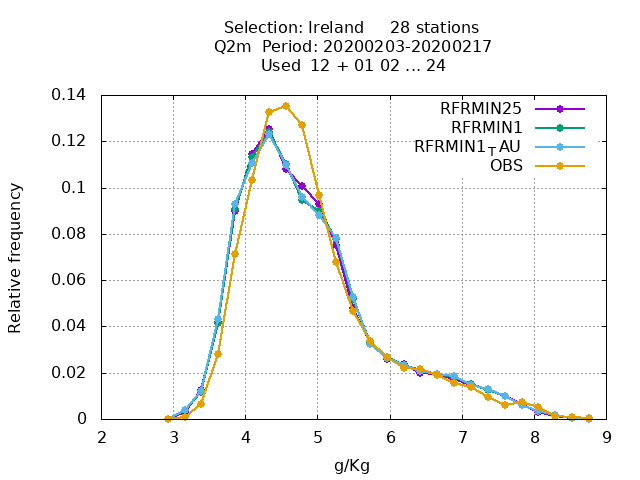 Selection: Ireland 28 stations
Q2m Period: 20200203-20200217
Used 12 + 01 02 ... 24
RFRMIN25
RFRMIN1
RFRMIN1TAU
OBS
Relative frequency
0.14
0.12
0.1
0.08
0.06
0.04
0.02
0
2 3 4 5 6 7 8 9
g/Kg